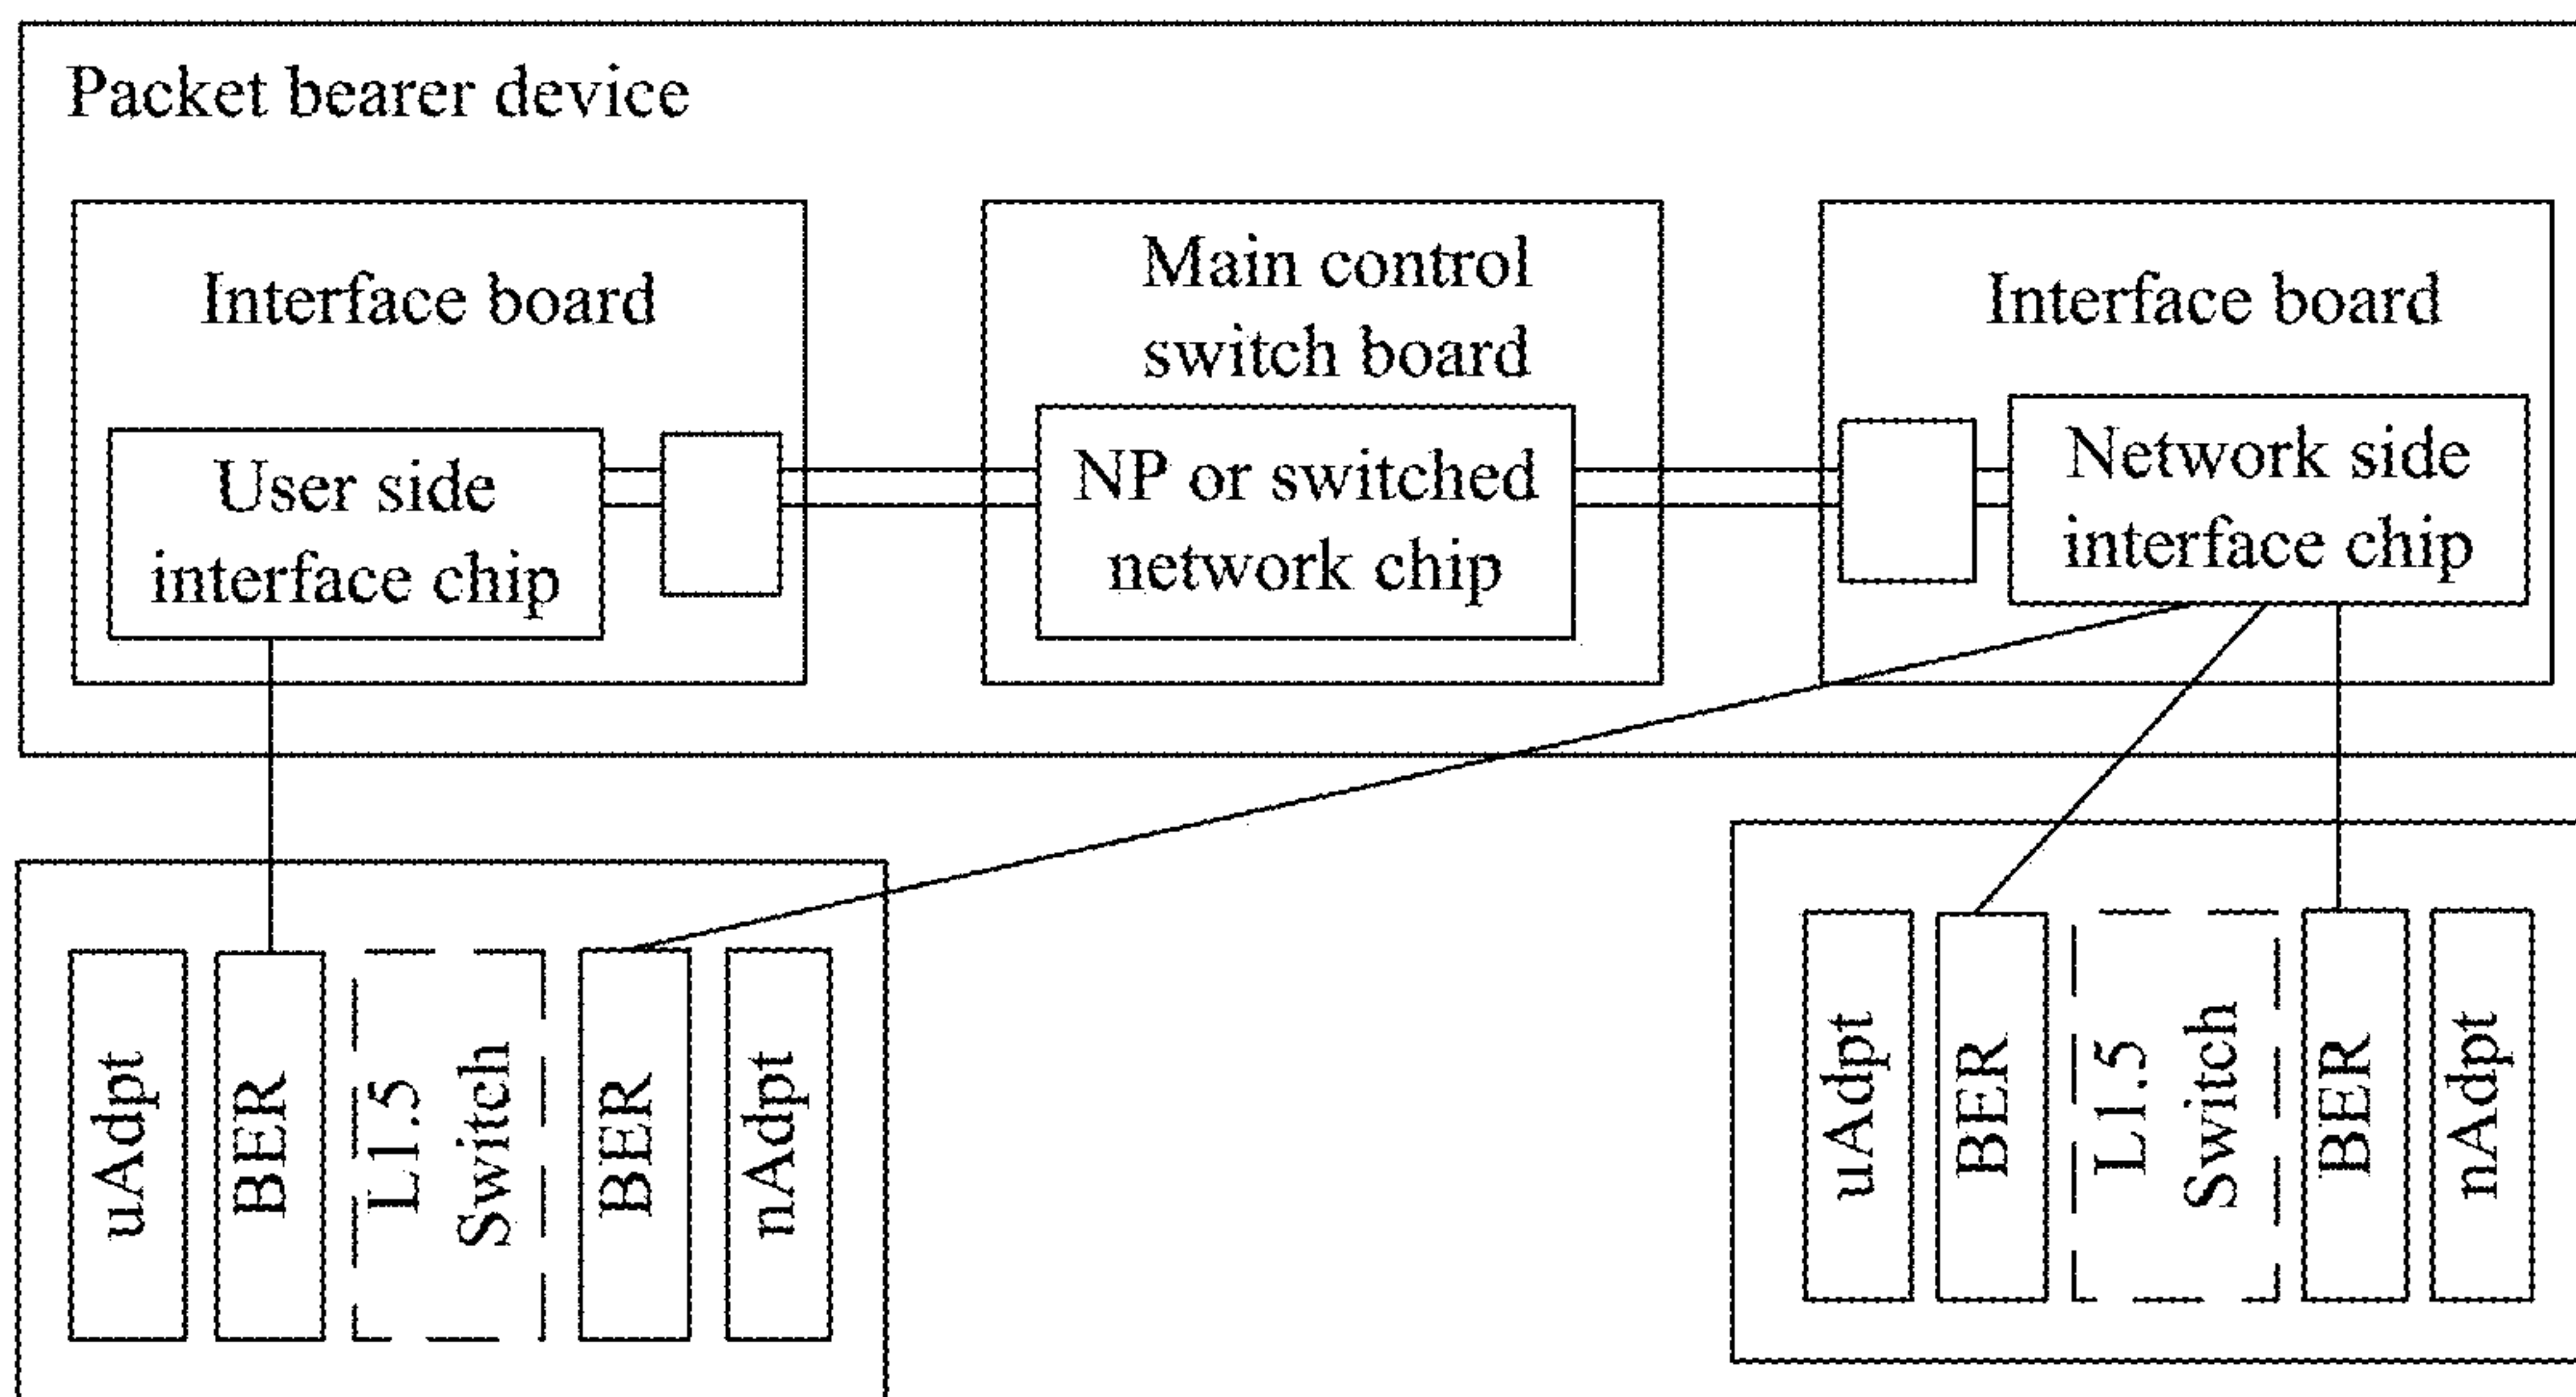 Packet bearer device
Interface board
User side
interface chip
Main control
switch board
NP or switched
network chip
Interface board
Network side
interface chip
uAdpt
BER
L1.5
Switch
BER
nAdpt
uAdpt
BER
L1.5
Switch
BER
nAdpt